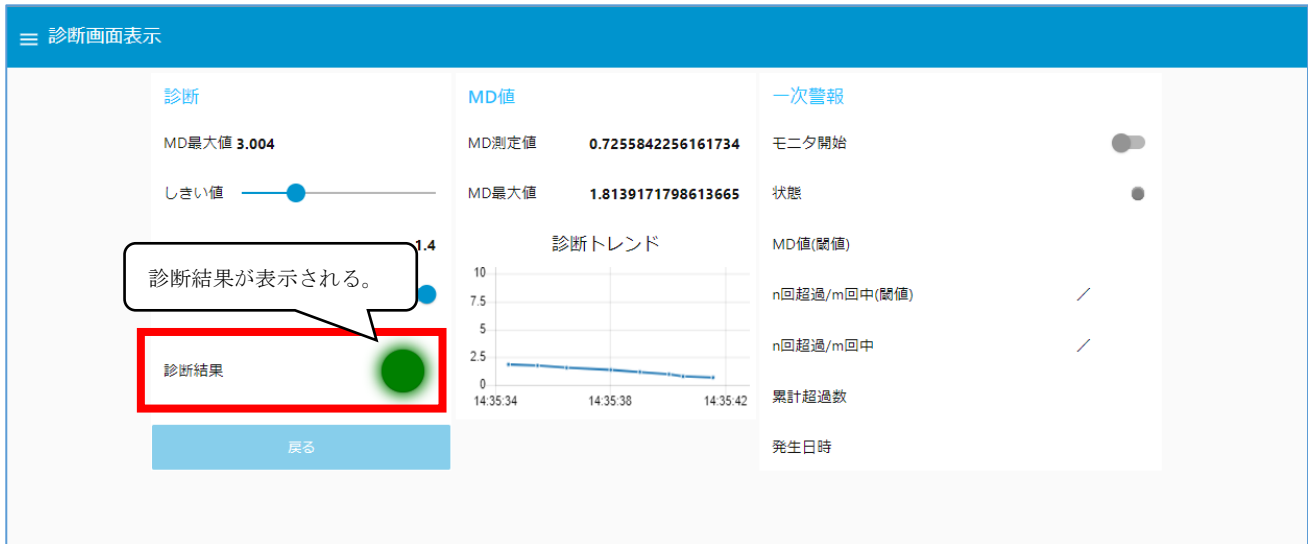 診断画面表示
診断
MD最大値 3.004
しきい値
1.4
診断結果が表示される。
診断結果
戻る
MD値
MD測定値 0.7255842256161734
MD最大値 1.8139171798613665
診断トレンド
10
7.5
5
2.5
0
14:35:34 14:35:38 14:35:42
一次警報
モニタ開始
状態
MD値(閾値)
n回超過/m回中(閾値) /
n回超過/m回中 /
累計超過数
発生日時